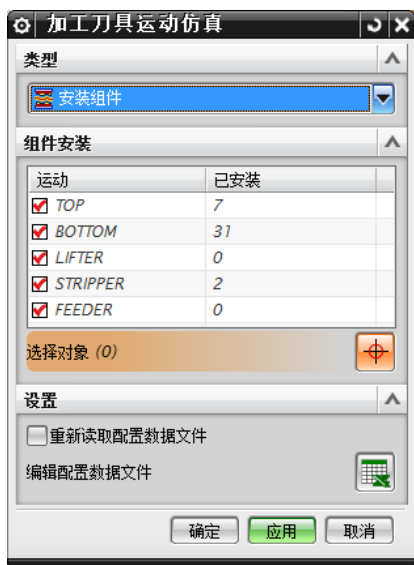 加工刀具运动仿真
类型
安装组件
组件安装
运动 已安装
TOP 7
BOTTOM 31
LIFTER 0
STRIPPER 2
FEEDER 0
选择对象 (0)
设置
重新读取配置数据文件
编辑配置数据文件
确定 应用 取消